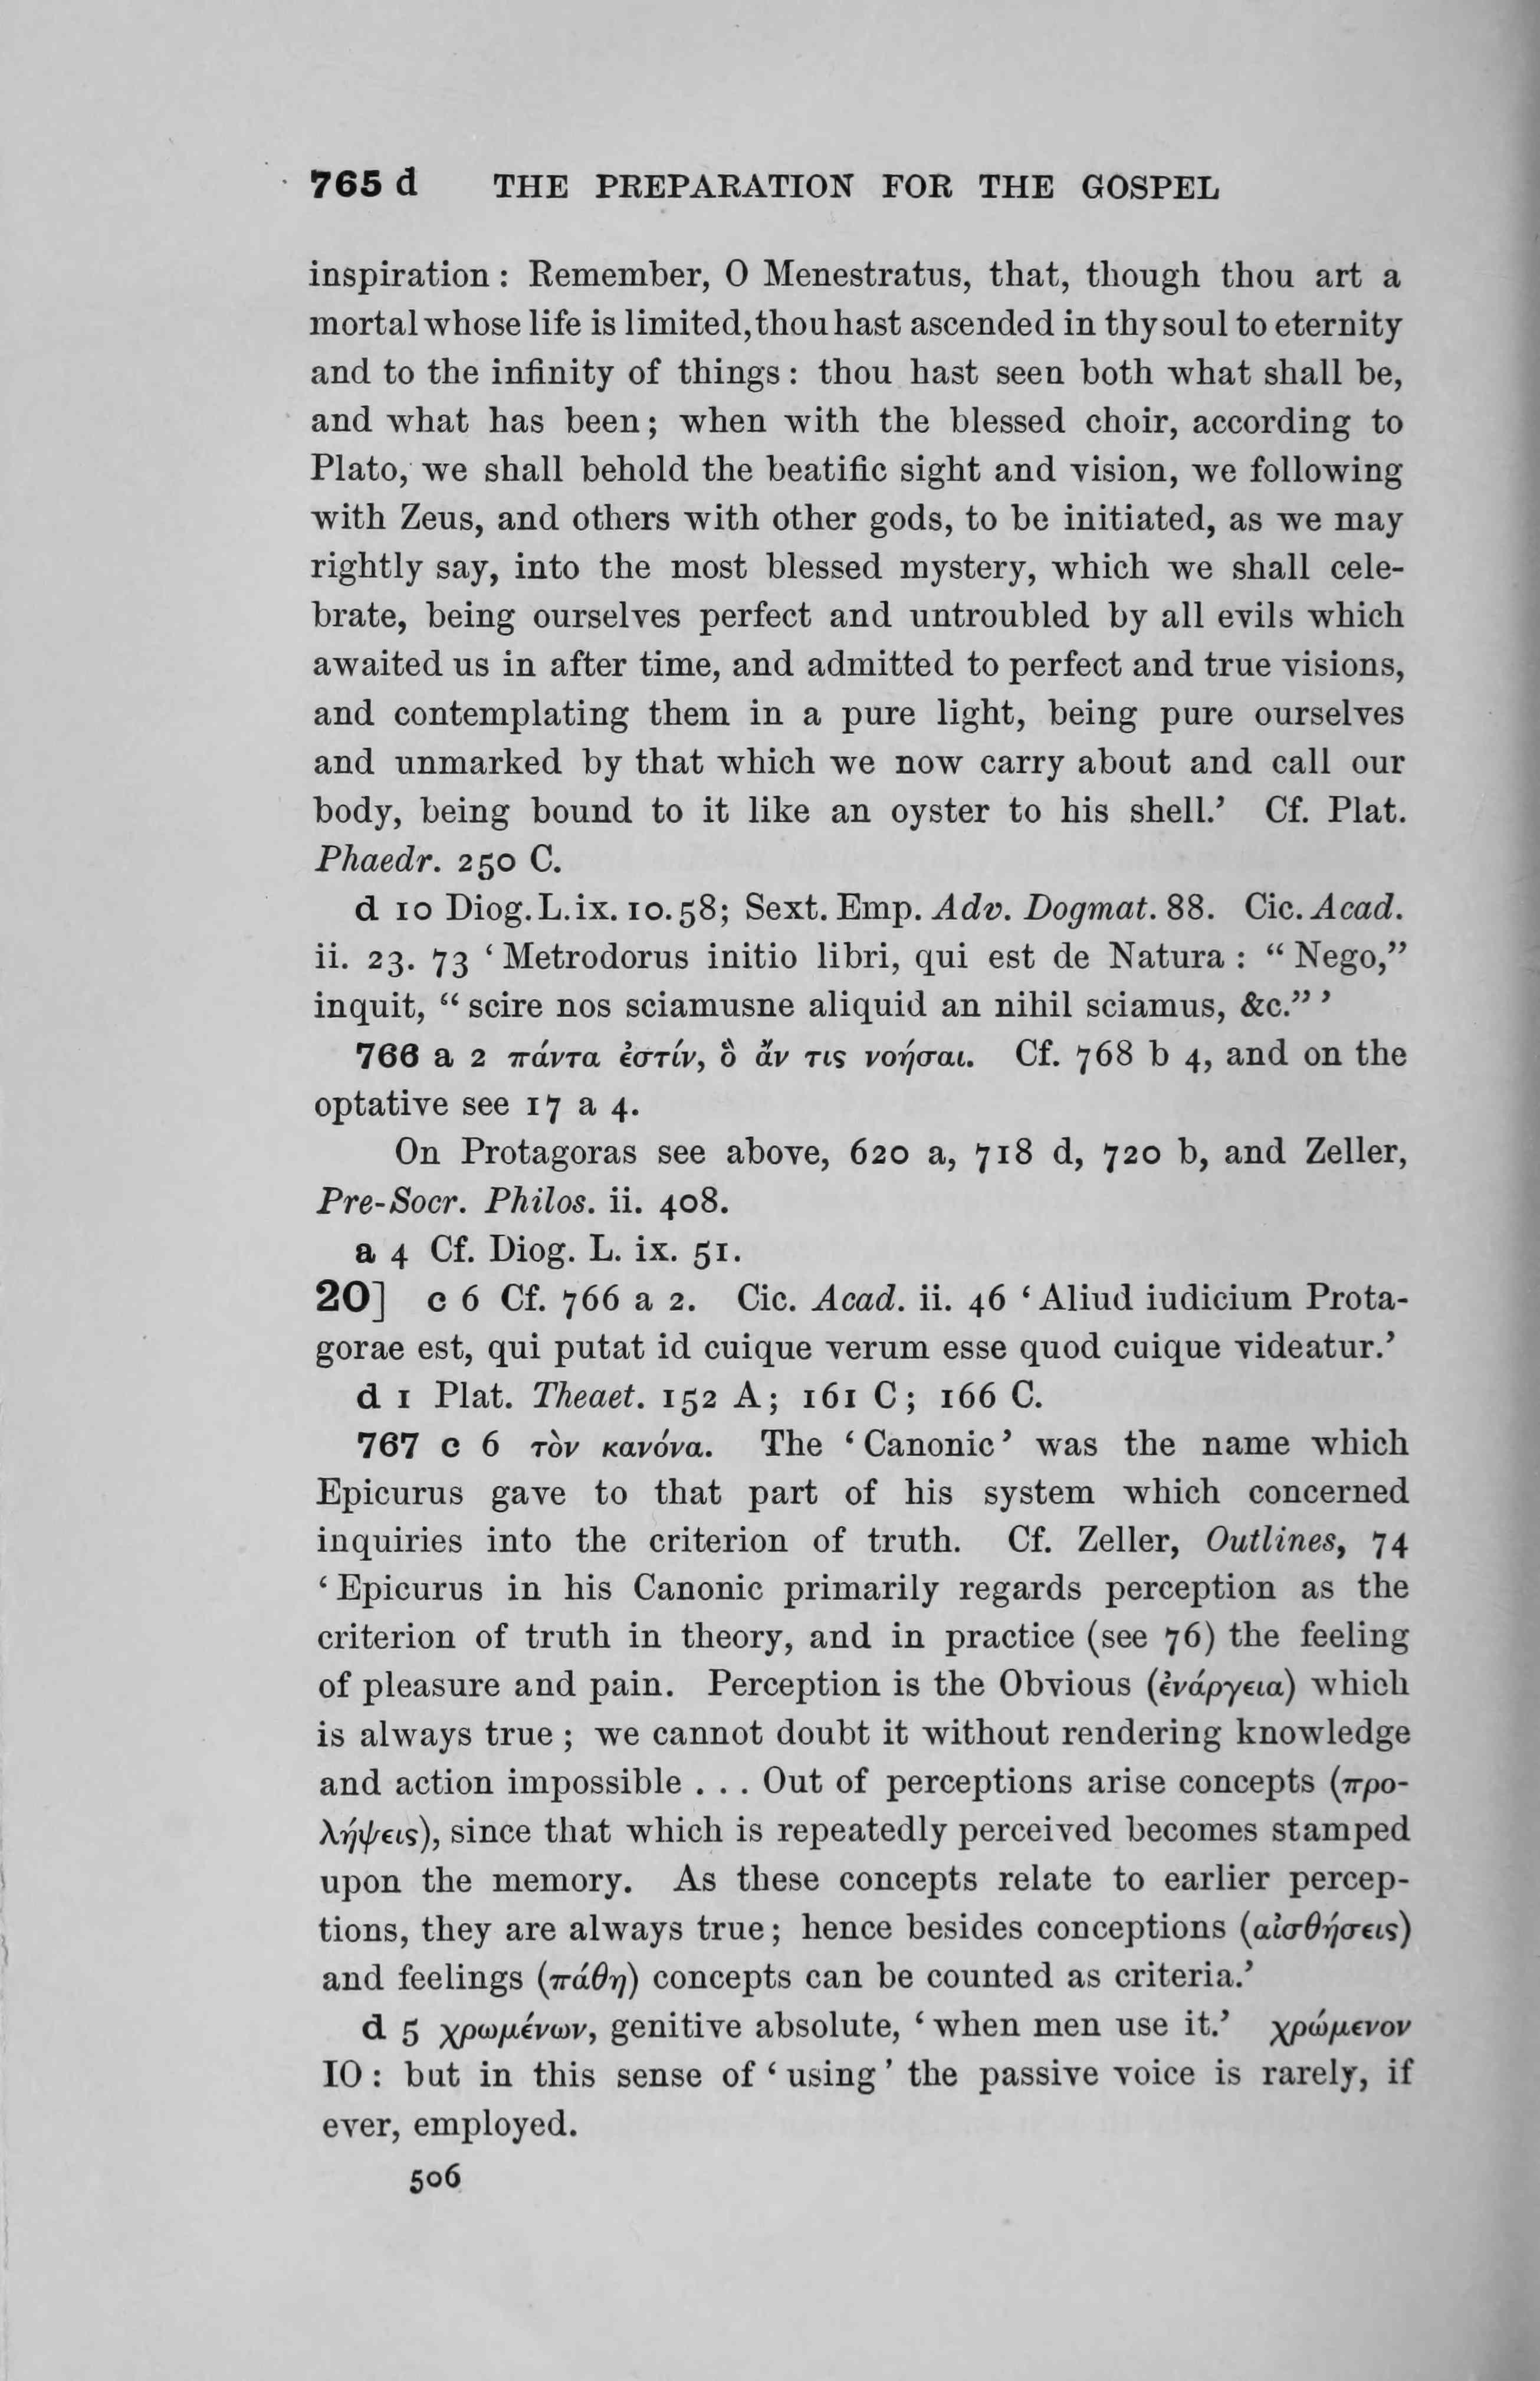 765 d THE PREPARATION FOR THE GOSPEL
inspiration : Remember, O Menestratus, that, though thou art a
mortal whose life is limited, thou hast ascended in thy soul to eternity
and to the infinity of things : thou hast seen both what shall be,
and what has been ; when with the blessed choir, according to
Plato, we shall behold the beatific sight and vision, we following
with Zeus, and others with other gods, to be initiated, as we may
rightly say, into the most blessed mystery, which we shall cele-
brate, being ourselves perfect and untroubled by all evils which
awaited us in after time, and admitted to perfect and true visions,
and contemplating them in a pure light, being pure ourselves
and unmarked by that which we now carry about and call our
body, being bound to it like an oyster to his shell.’ Cf. Plat.
Phaedr. 250 C.
d 10 Diog. L. ix. 10. 58; Sext. Emp. Adv. Dogmat. 88. Cic. Acad.
ii. 23. 73 ‘ Metrodorus initio libri, qui est de Natura : “ Nego,”
inquit, “ scire nos sciamusne aliquid an nihil sciamus, &c.” ’
766 a 2 πάντα ἐστίν, ὃ ἄν τις νοήσαι. Cf. 768 b 4, and on the
optative see 17 a 4.
On Protagoras see above, 620 a, 718 d, 720 b, and Zeller,
Pre-Socr. Philos. ii. 408.
a 4 Cf. Diog. L. ix. 51.
20] c 6 Cf. 766 a 2. Cic. Acad. ii. 46 ‘ Aliud iudicium Prota-
gorae est, qui putat id cuique verum esse quod cuique videatur.’
d 1 Plat. Theaet. 152 A ; 161 C ; 166 C.
767 c 6 τὸν κανόνα. The ‘ Canonic ’ was the name which
Epicurus gave to that part of his system which concerned
inquiries into the criterion of truth. Cf. Zeller, Outlines, 74
‘ Epicurus in his Canonic primarily regards perception as the
criterion of truth in theory, and in practice (see 76) the feeling
of pleasure and pain. Perception is the Obvious (ἐνάργεια) which
is always true ; we cannot doubt it without rendering knowledge
and action impossible . . . Out of perceptions arise concepts (προ-
λήψεις), since that which is repeatedly perceived becomes stamped
upon the memory. As these concepts relate to earlier percep-
tions, they are always true ; hence besides conceptions (αἰσθήσεις)
and feelings (πάθη) concepts can be counted as criteria.’
d 5 χρωμένων, genitive absolute, ‘ when men use it.’ χρώμενον
IO : but in this sense of ‘ using ’ the passive voice is rarely, if
ever, employed.
506